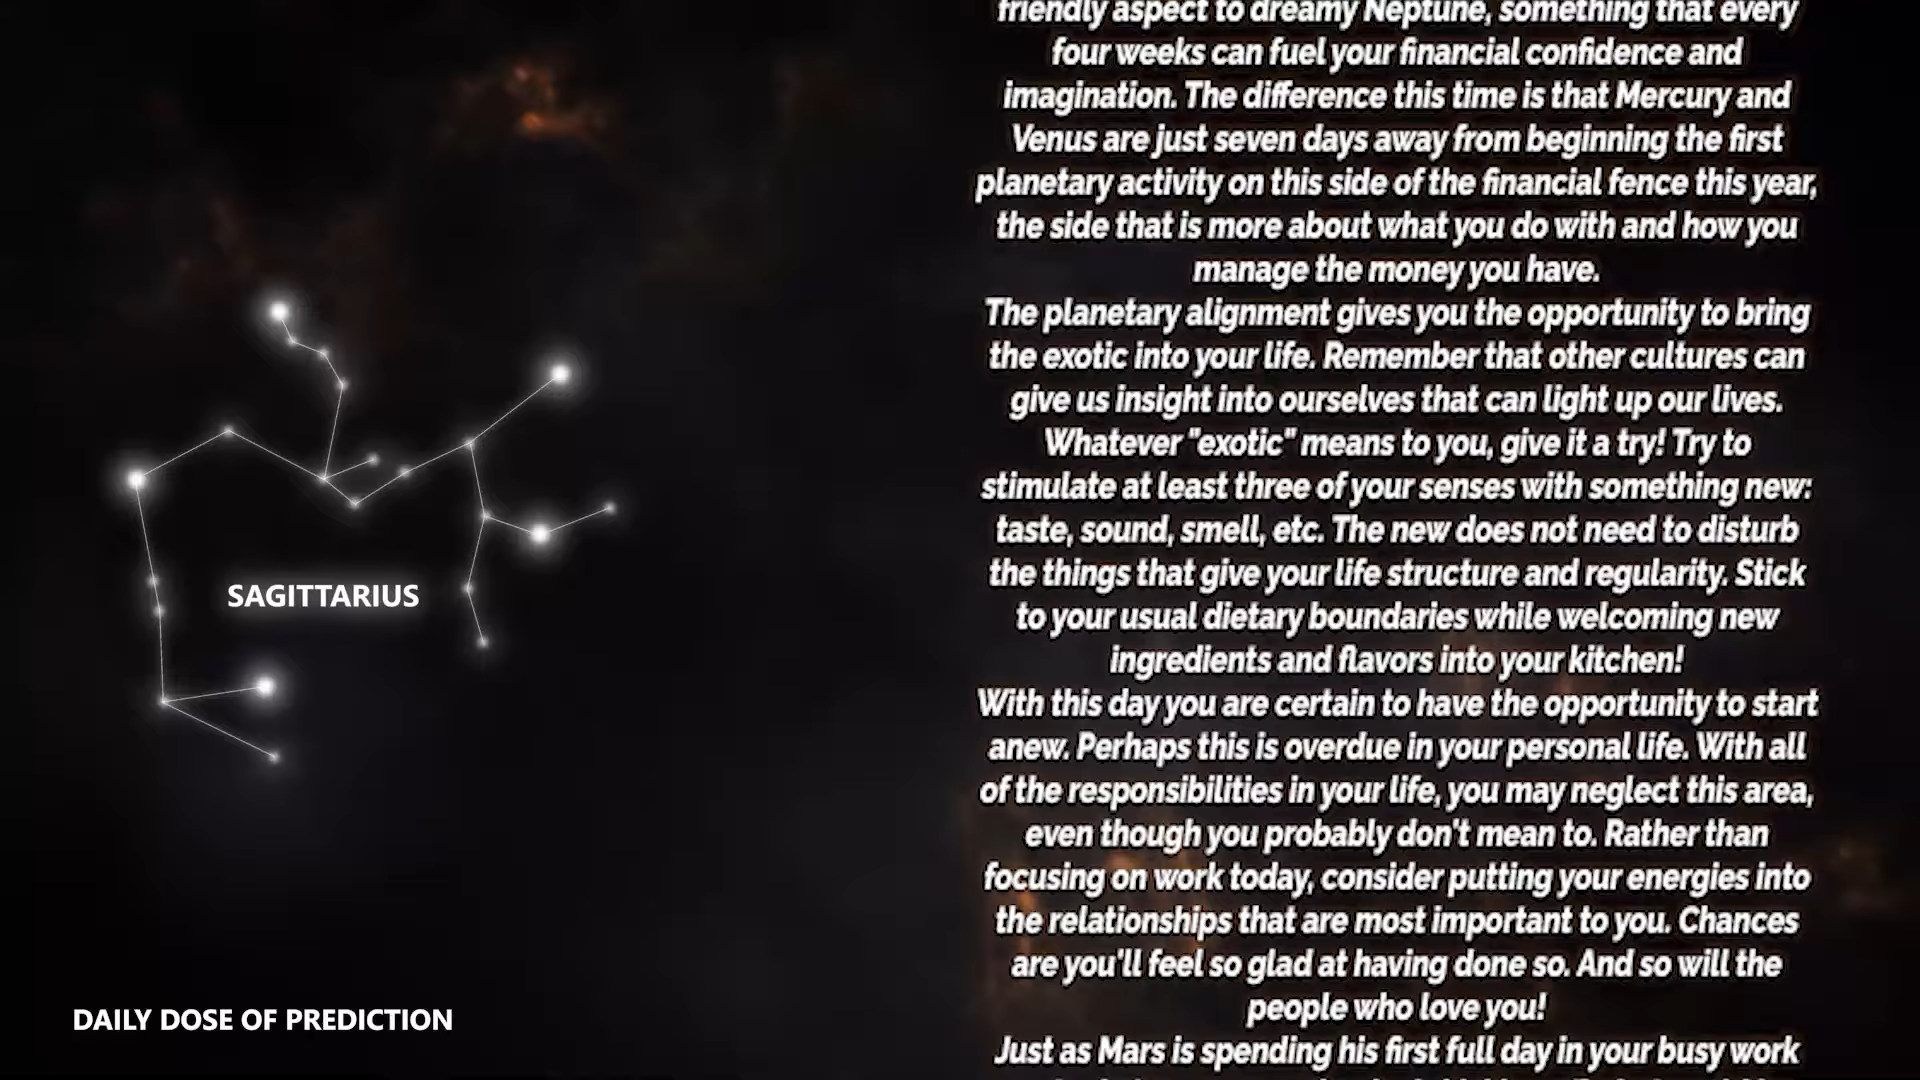 SAGITTARIUS
DAILY DOSE OF PREDICTION
friendly aspect to dreamy Neptune, something that every
four weeks can fuel your financial confidence and
imagination. The difference this time is that Mercury and
Venus are just seven days away from beginning the first
planetary activity on this side of the financial fence this year,
the side that is more about what you do with and how you
manage the money you have.
The planetary alignment gives you the opportunity to bring
the exotic into your life. Remember that other cultures can
give us insight into ourselves that can light up our lives.
Whatever "exotic" means to you, give it a try! Try to
stimulate at least three of your senses with something new:
taste, sound, smell, etc. The new does not need to disturb
the things that give your life structure and regularity. Stick
to your usual dietary boundaries while welcoming new
ingredients and flavors into your kitchen!
With this day you are certain to have the opportunity to start
anew. Perhaps this is overdue in your personal life. With all
of the responsibilities in your life, you may neglect this area,
even though you probably don't mean to. Rather than
focusing on work today, consider putting your energies into
the relationships that are most important to you. Chances
are you'll feel so glad at having done so. And so will the
people who love you!
Just as Mars is spending his first full day in your busy work